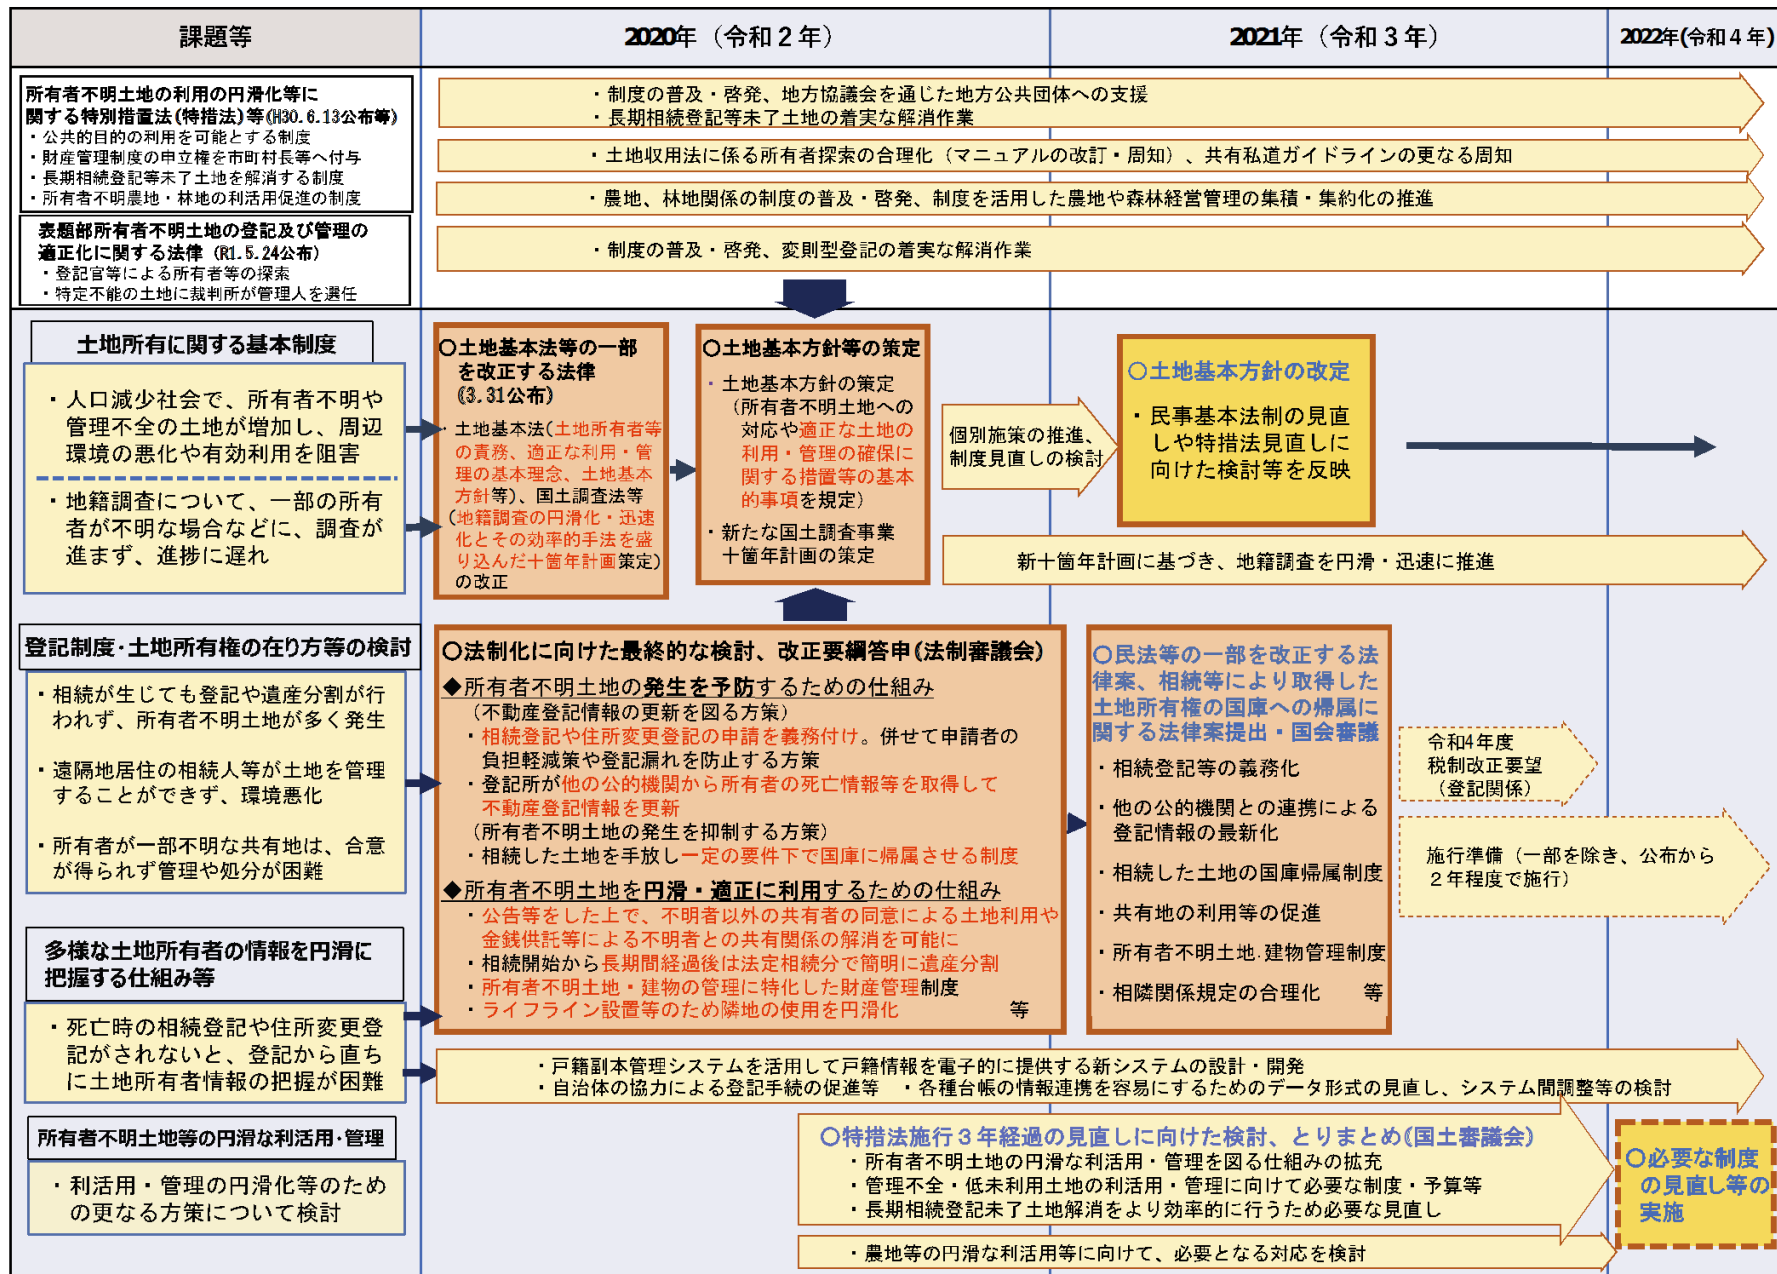 課題等
2020年（令和２年）
2021年（令和３年）
2022年(令和４年)
所有者不明土地の利用の円滑化等に
関する特別措置法(特措法)等(H30.6.13公布等)
・公共的目的の利用を可能とする制度
・財産管理制度の申立権を市町村長等へ付与
・長期相続登記等未了土地を解消する制度
・所有者不明農地・林地の利活用促進の制度
表題部所有者不明土地の登記及び管理の
適正化に関する法律（R1.5.24公布）
・登記官等による所有者等の探索
・特定不能の土地に裁判所が管理人を選任
・制度の普及・啓発、地方協議会を通じた地方公共団体への支援
・長期相続登記等未了土地の着実な解消作業
・土地収用法に係る所有者探索の合理化（マニュアルの改訂・周知）、共有私道ガイドラインの更なる周知
・農地、林地関係の制度の普及・啓発、制度を活用した農地や森林経営管理の集積・集約化の推進
・制度の普及・啓発、変則型登記の着実な解消作業
土地所有に関する基本制度
・人口減少社会で、所有者不明や
管理不全の土地が増加し、周辺
環境の悪化や有効利用を阻害
・地籍調査について、一部の所有
者が不明な場合などに、調査が
進まず、進捗に遅れ
〇土地基本法等の一部
を改正する法律
(3.31公布)
・土地基本法(土地所有者等
の責務、適正な利用・管
理の基本理念、土地基本
方針等)、国土調査法等
(地籍調査の円滑化・迅速
化とその効率的手法を盛
り込んだ十箇年計画策定)
の改正
〇土地基本方針等の策定
・土地基本方針の策定
(所有者不明土地への
対応や適正な土地の
利用・管理の確保に
関する措置等の基本
的事項を規定)
・新たな国土調査事業
十箇年計画の策定
個別施策の推進、
制度見直しの検討
〇土地基本方針の改定
・民事基本法制の見直
しや特措法見直しに
向けた検討等を反映
新十箇年計画に基づき、地籍調査を円滑・迅速に推進
登記制度･土地所有権の在り方等の検討
・相続が生じても登記や遺産分割が行
われず、所有者不明土地が多く発生
・遠隔地居住の相続人等が土地を管理
することができず、環境悪化
・所有者が一部不明な共有地は、合意
が得られず管理や処分が困難
〇法制化に向けた最終的な検討、改正要綱答申(法制審議会)
◆所有者不明土地の発生を予防するための仕組み
（不動産登記情報の更新を図る方策）
・相続登記や住所変更登記の申請を義務付け。併せて申請者の
負担軽減策や登記漏れを防止する方策
・登記所が他の公的機関から所有者の死亡情報等を取得して
不動産登記情報を更新
（所有者不明土地の発生を抑制する方策）
・相続した土地を手放し一定の要件下で国庫に帰属させる制度
◆所有者不明土地を円滑・適正に利用するための仕組み
・公告等をした上で、不明者以外の共有者の同意による土地利用や
金銭供託等による不明者との共有関係の解消を可能に
・相続開始から長期間経過後は法定相続分で簡明に遺産分割
・所有者不明土地・建物の管理に特化した財産管理制度
・ライフライン設置等のため隣地の使用を円滑化　等
〇民法等の一部を改正する法
律案、相続等により取得した
土地所有権の国庫への帰属に
関する法律案提出・国会審議
・相続登記等の義務化
・他の公的機関との連携による
登記情報の最新化
・相続した土地の国庫帰属制度
・共有地の利用等の促進
・所有者不明土地･建物管理制度
・相隣関係規定の合理化　等
令和4年度
税制改正要望
（登記関係）
施行準備（一部を除き、公布から
２年程度で施行）
多様な土地所有者の情報を円滑に
把握する仕組み等
・死亡時の相続登記や住所変更登
記がされないと、登記から直ち
に土地所有者情報の把握が困難
・戸籍副本管理システムを活用して戸籍情報を電子的に提供する新システムの設計・開発
・自治体の協力による登記手続の促進等　・各種台帳の情報連携を容易にするためのデータ形式の見直し、システム間調整等の検討
所有者不明土地等の円滑な利活用･管理
・利活用・管理の円滑化等のため
の更なる方策について検討
〇特措法施行３年経過の見直しに向けた検討、とりまとめ(国土審議会)
・所有者不明土地の円滑な利活用・管理を図る仕組みの拡充
・管理不全・低未利用土地の利活用・管理に向けて必要な制度・予算等
・長期相続登記未了土地解消をより効率的に行うため必要な見直し
・農地等の円滑な利活用等に向けて、必要となる対応を検討
〇必要な制度
の見直し等の
実施